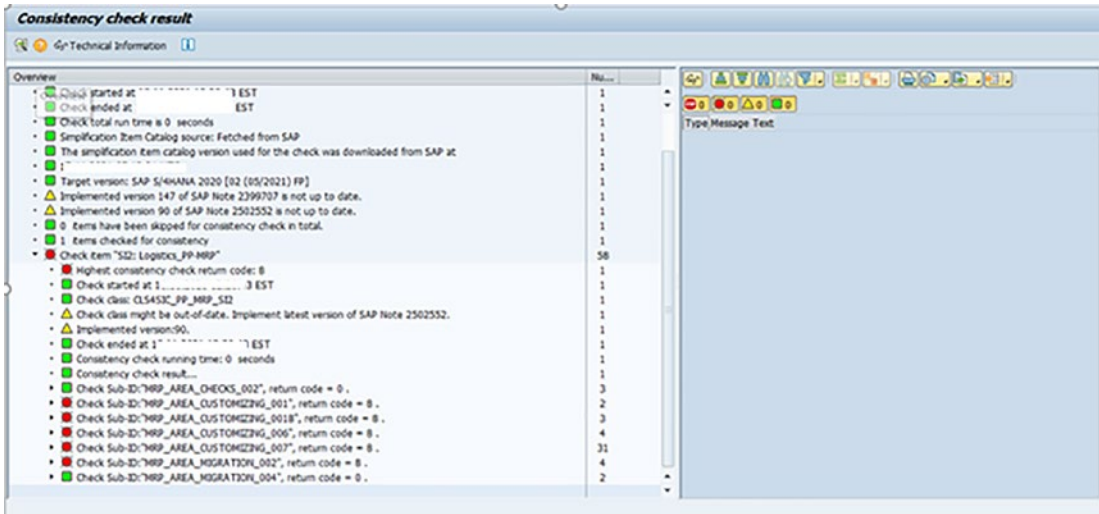 Consistency check result
Technical Information
Overview Nu...
Check started at EST 1
Check ended at EST 1
Check total run time is 0 seconds 1
Simplification Item Catalog source: Fetched from SAP 1
The simplification item catalog version used for the check was downloaded from SAP at 1
1
Target version: SAP S/4HANA 2020 [02 (05/2021) FP] 1
Implemented version 147 of SAP Note 2399707 is not up to date. 1
Implemented version 90 of SAP Note 2502552 is not up to date. 1
0 items have been skipped for consistency check in total. 1
1 items checked for consistency 1
Check item "SI2: Logistics_PP-MRP" 58
Highest consistency check return code: 8 1
Check started at 1 3 EST 1
Check class: CLS4SIC_PP_MRP_SI2 1
Check class might be out-of-date. Implement latest version of SAP Note 2502552. 1
Implemented version:90. 1
Check ended at 1 EST 1
Consistency check running time: 0 seconds 1
Consistency check result... 1
Check Sub-ID:"MRP_AREA_CHECKS_002", return code = 0 . 3
Check Sub-ID:"MRP_AREA_CUSTOMIZING_001", return code = 8 . 2
Check Sub-ID:"MRP_AREA_CUSTOMIZING_001B", return code = 8 . 3
Check Sub-ID:"MRP_AREA_CUSTOMIZING_006", return code = 8 . 4
Check Sub-ID:"MRP_AREA_CUSTOMIZING_007", return code = 8 . 31
Check Sub-ID:"MRP_AREA_MIGRATION_002", return code = 8 . 4
Check Sub-ID:"MRP_AREA_MIGRATION_004", return code = 0 . 2
0 0 0 0
Type Message Text